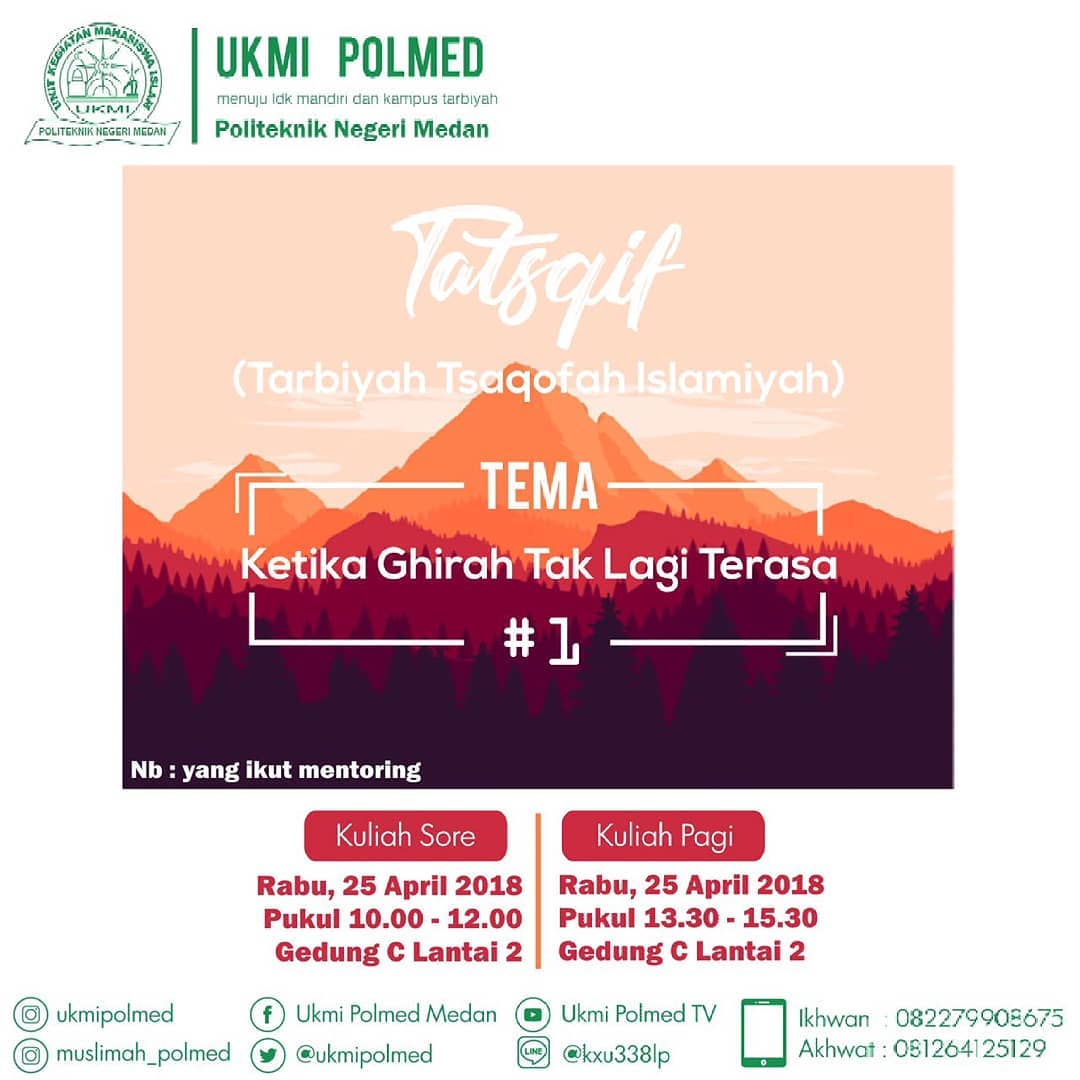 UNIT KEGIATAN MAHASISWA ISLAM
UKMI
POLITEKNIK NEGERI MEDAN
UKMI POLMED
menuju ldk mandiri dan kampus tarbiyah
Politeknik Negeri Medan
Tatsqif
(Tarbiyah Tsaqofah Islamiyah)
TEMA
Ketika Ghirah Tak Lagi Terasa
#1
Nb : yang ikut mentoring
Kuliah Sore
Rabu, 25 April 2018
Pukul 10.00 - 12.00
Gedung C Lantai 2
Kuliah Pagi
Rabu, 25 April 2018
Pukul 13.30 - 15.30
Gedung C Lantai 2
ukmipolmed
muslimah_polmed
Ukmi Polmed Medan
@ukmipolmed
Ukmi Polmed TV
LINE
@kxu338lp
Ikhwan : 082279908675
Akhwat : 081264125129